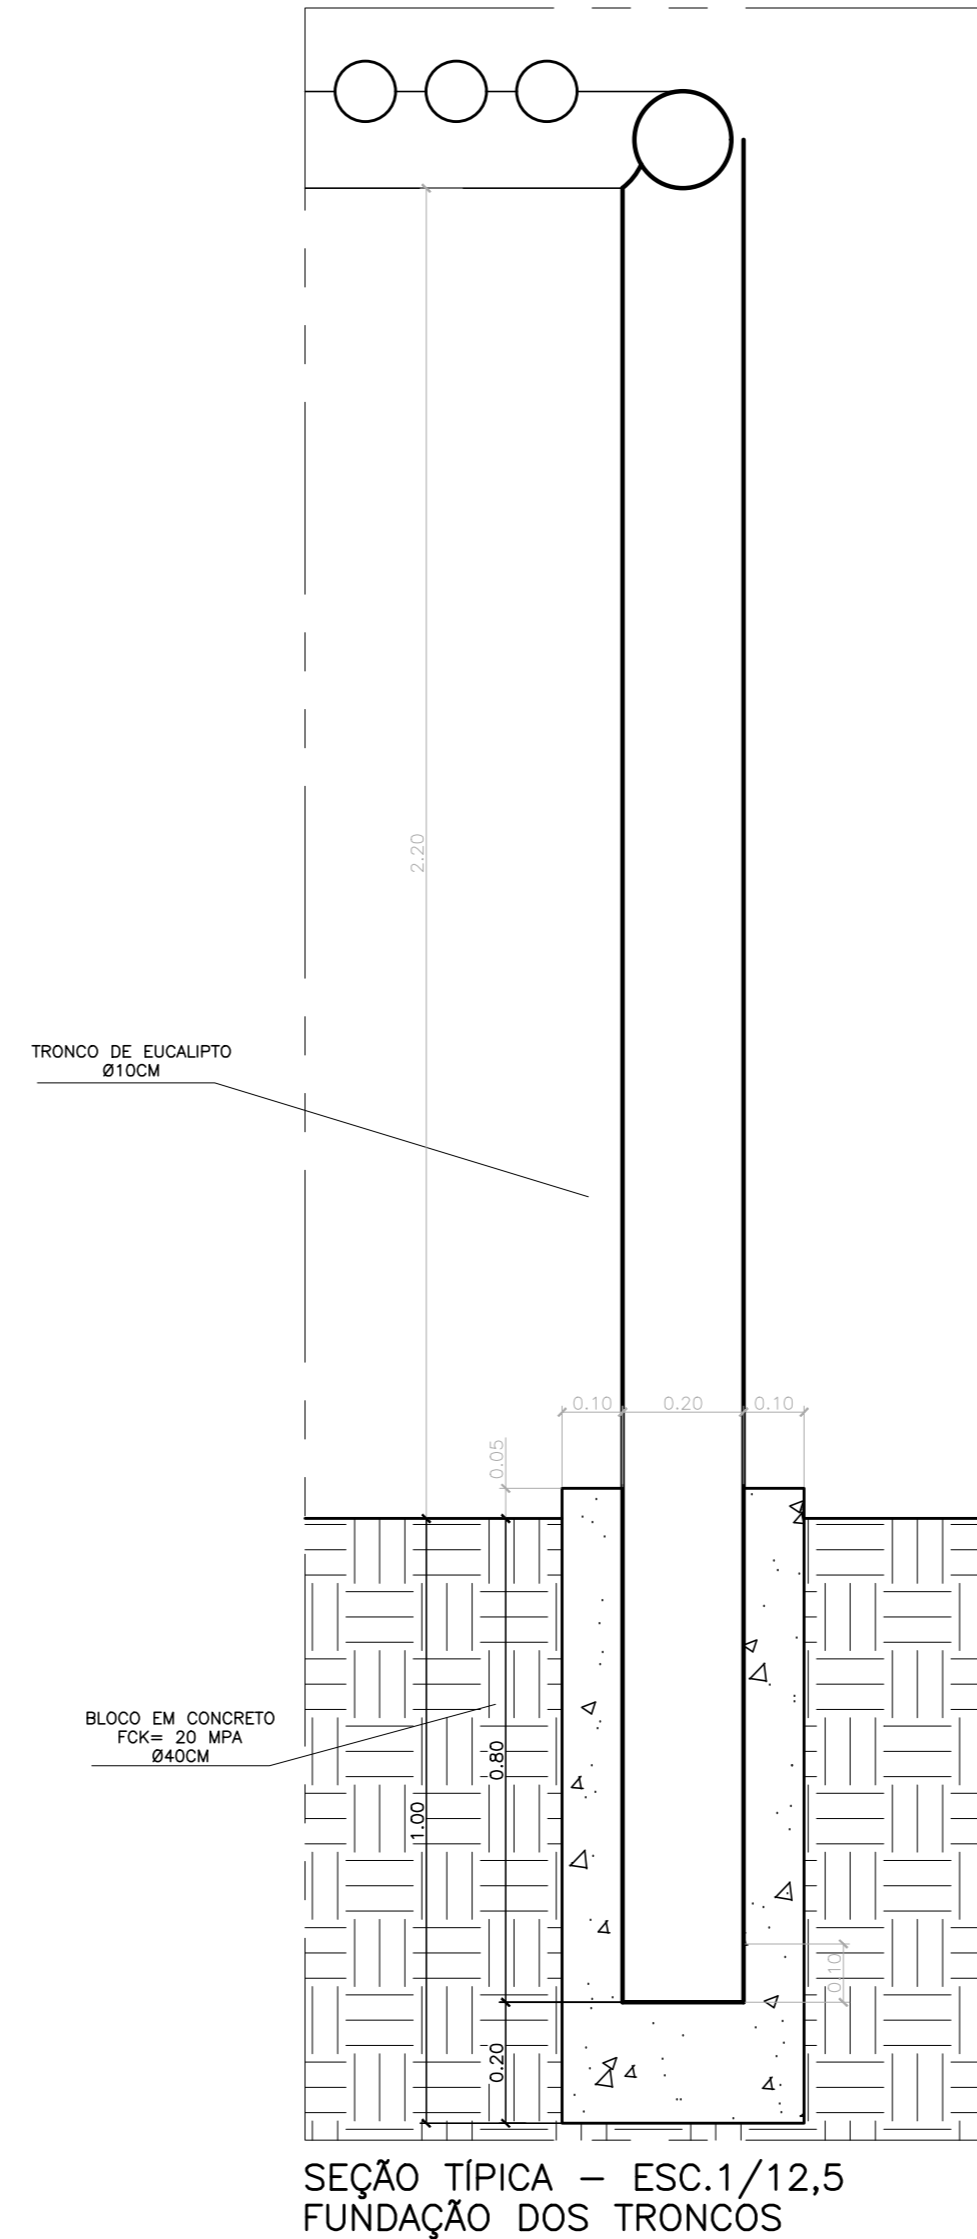 2.20
TRONCO DE EUCALIPTO
Ø10CM
0.10 0.20 0.10
0.05
BLOCO EM CONCRETO
FCK= 20 MPA
Ø40CM
0.80
1.00
0.10
0.20
SEÇÃO TÍPICA – ESC.1/12,5
FUNDAÇÃO DOS TRONCOS